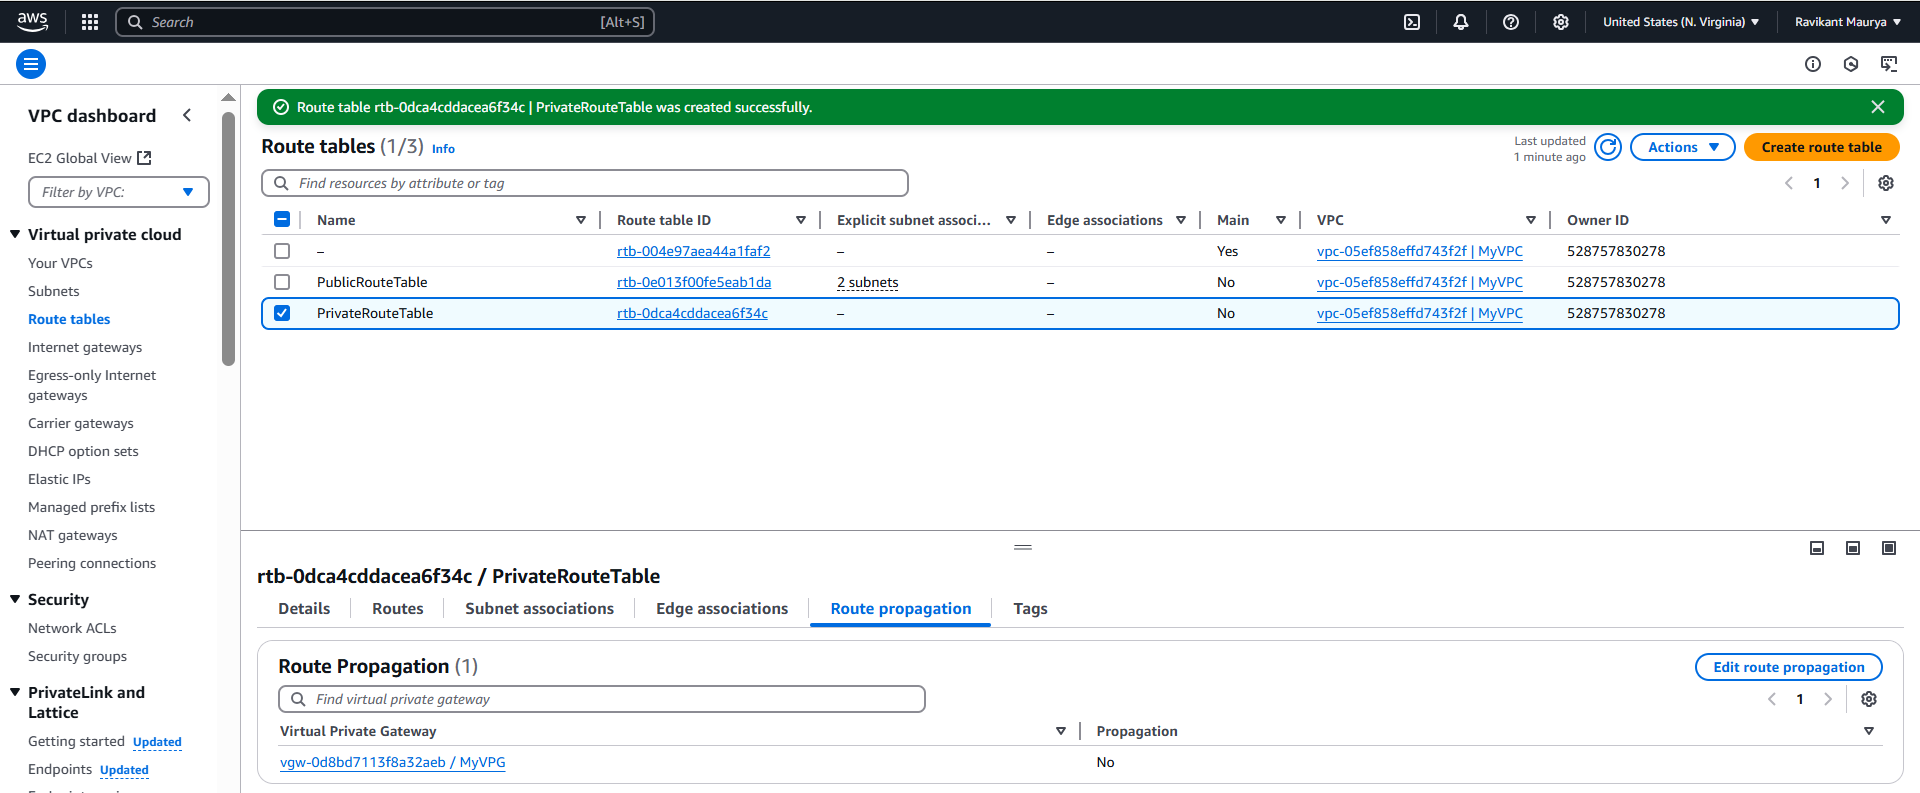 aws
Search
[Alt+S]
United States (N. Virginia)
Ravikant Maurya
VPC dashboard
EC2 Global View
Filter by VPC:
Virtual private cloud
Your VPCs
Subnets
Route tables
Internet gateways
Egress-only Internet
gateways
Carrier gateways
DHCP option sets
Elastic IPs
Managed prefix lists
NAT gateways
Peering connections
Security
Network ACLs
Security groups
PrivateLink and
Lattice
Getting started Updated
Endpoints Updated
Route table rtb-0dca4cddacea6f34c | PrivateRouteTable was created successfully.
Route tables (1/3) Info
Last updated
1 minute ago
Actions
Create route table
Find resources by attribute or tag
1
Name Route table ID Explicit subnet associ... Edge associations Main VPC Owner ID
– rtb-004e97aea44a1faf2 – – Yes vpc-05ef858effd743f2f | MyVPC 528757830278
PublicRouteTable rtb-0e013f00fe5eab1da 2 subnets – No vpc-05ef858effd743f2f | MyVPC 528757830278
PrivateRouteTable rtb-0dca4cddacea6f34c – – No vpc-05ef858effd743f2f | MyVPC 528757830278
rtb-0dca4cddacea6f34c / PrivateRouteTable
Details Routes Subnet associations Edge associations Route propagation Tags
Route Propagation (1)
Edit route propagation
Find virtual private gateway
1
Virtual Private Gateway Propagation
vgw-0d8bd7113f8a32aeb / MyVPG No